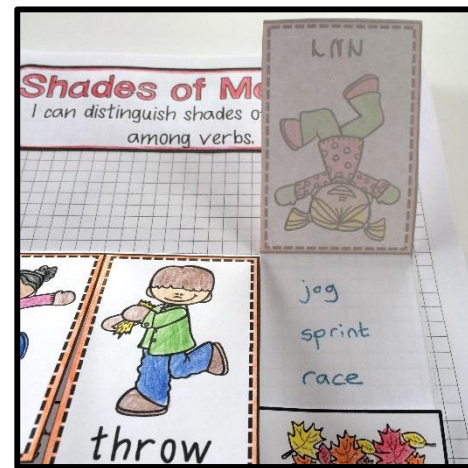 Shades of Me
I can distinguish shades o
among verbs.
run
jog
sprint
race
throw